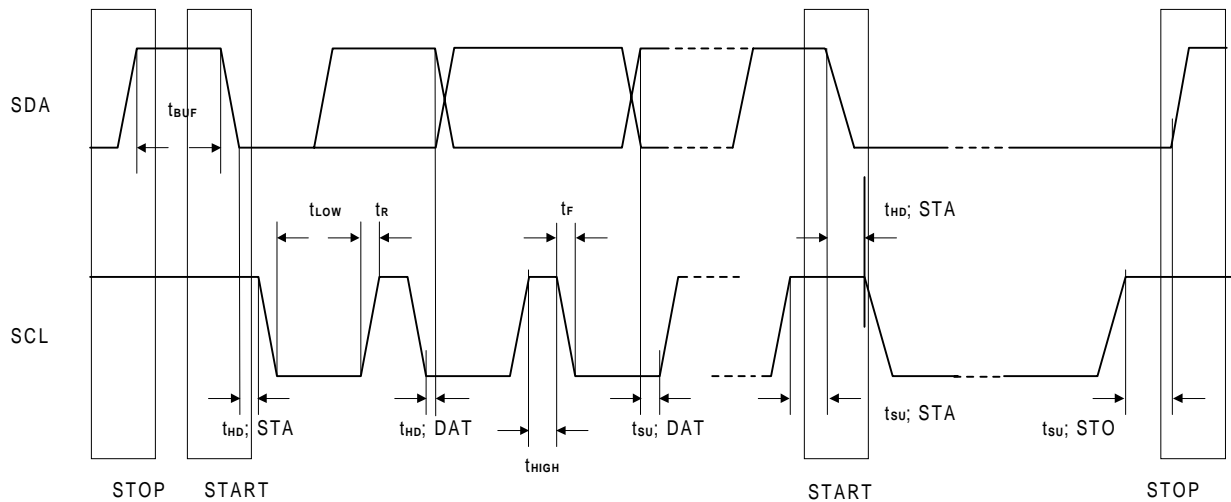 SDA
tBUF
tLOW
tR
tF
tHD; STA
SCL
tHD; STA
tHD; DAT
tSU; DAT
tSU; STA
tSU; STO
tHIGH
STOP
START
START
STOP